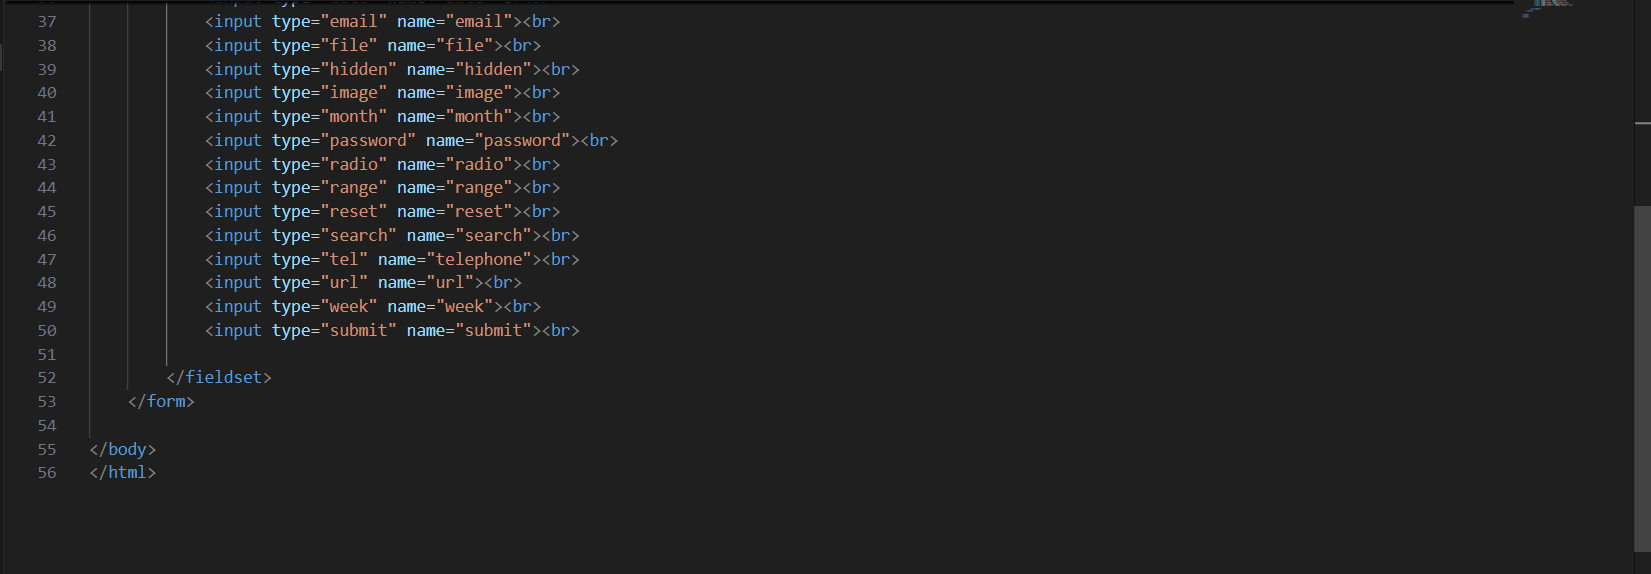 37 <input type="email" name="email"><br>
38 <input type="file" name="file"><br>
39 <input type="hidden" name="hidden"><br>
40 <input type="image" name="image"><br>
41 <input type="month" name="month"><br>
42 <input type="password" name="password"><br>
43 <input type="radio" name="radio"><br>
44 <input type="range" name="range"><br>
45 <input type="reset" name="reset"><br>
46 <input type="search" name="search"><br>
47 <input type="tel" name="telephone"><br>
48 <input type="url" name="url"><br>
49 <input type="week" name="week"><br>
50 <input type="submit" name="submit"><br>
51
52 </fieldset>
53 </form>
54
55 </body>
56 </html>